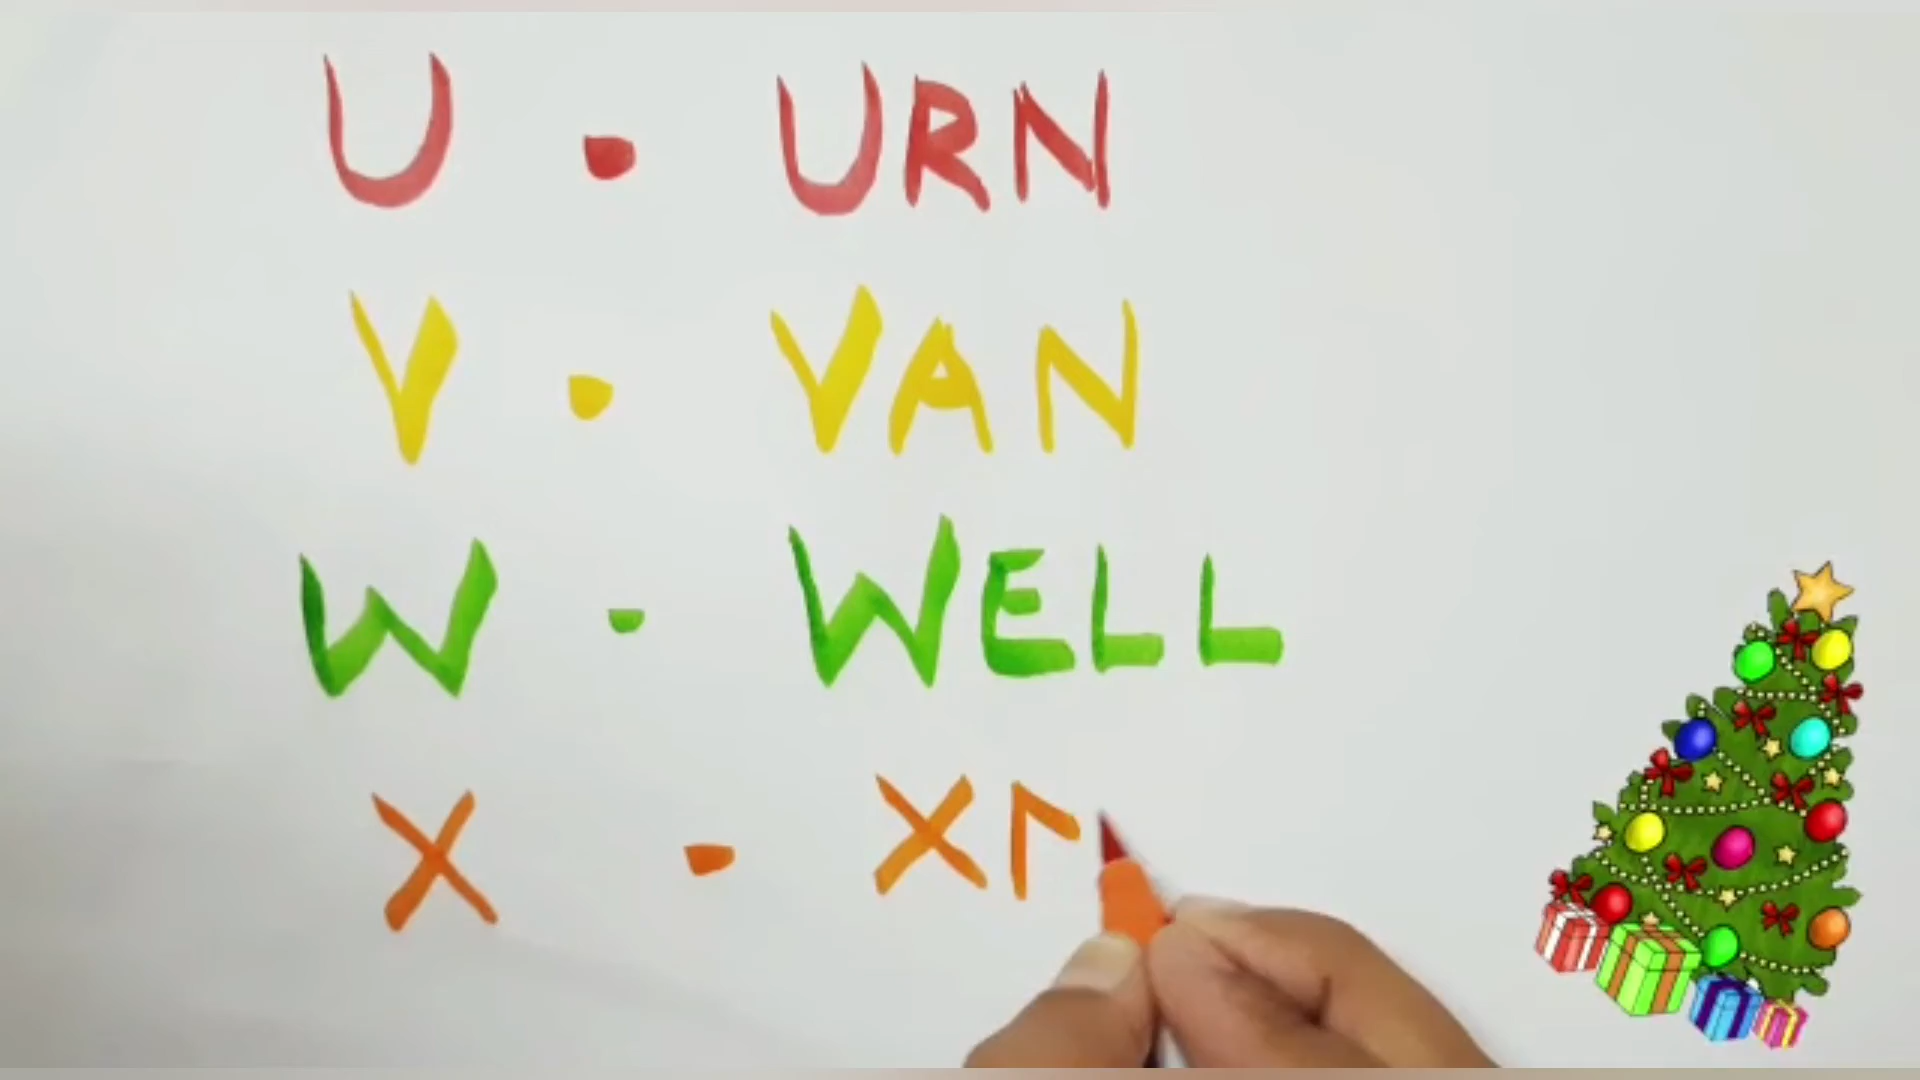 U . URN
V . VAN
W . WELL
X . X